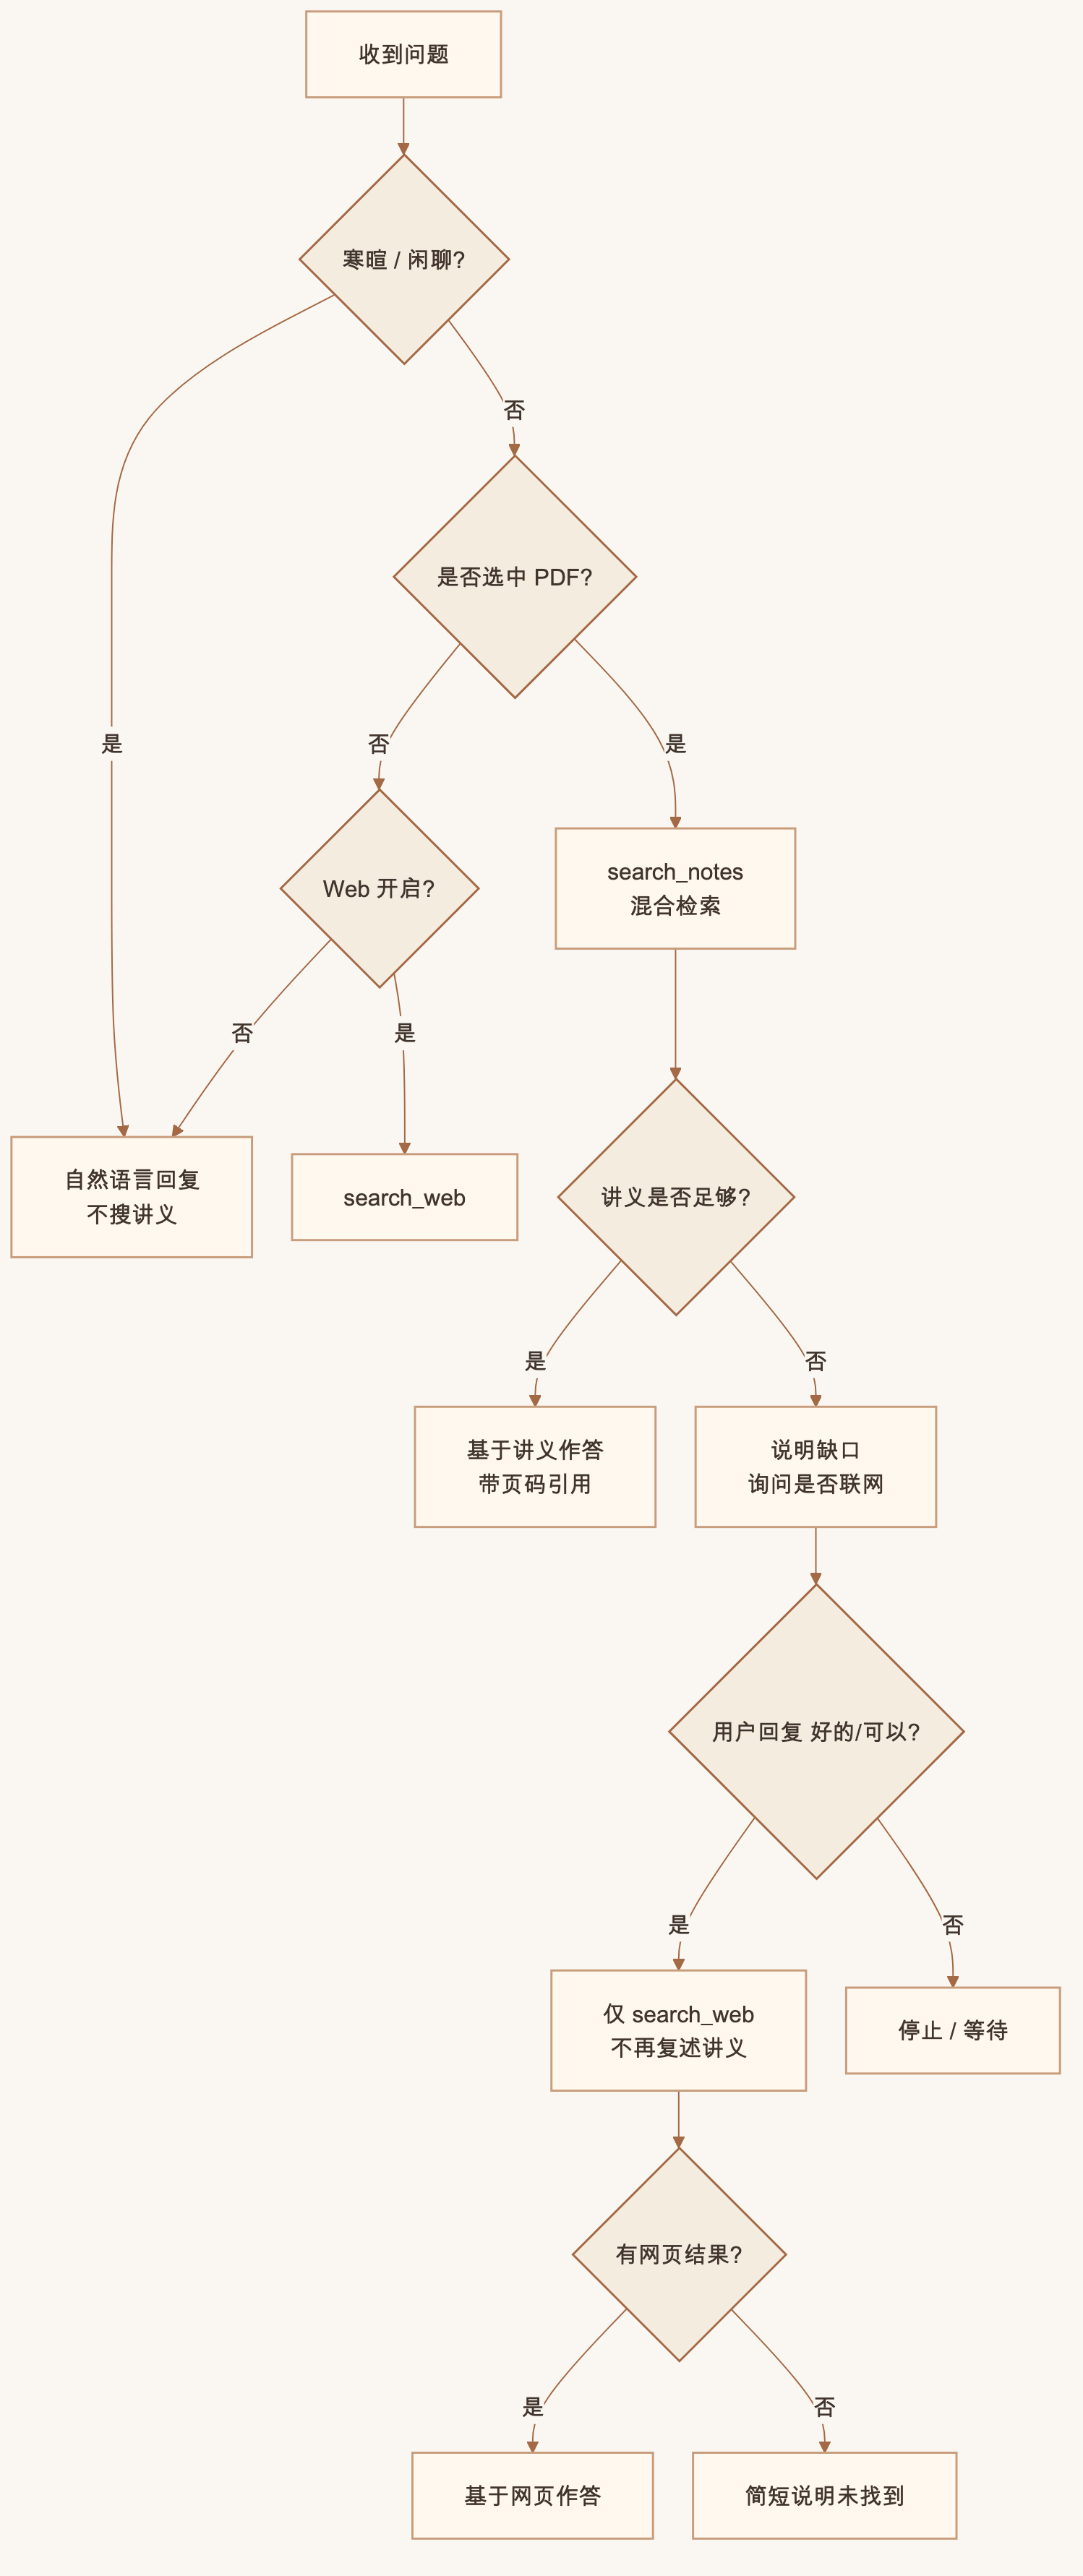 收到问题
寒暄 / 闲聊?
否
是否选中 PDF?
是
否
是
Web 开启?
search_notes
混合检索
否
是
自然语言回复
不搜讲义
search_web
讲义是否足够?
是
否
基于讲义作答
带页码引用
说明缺口
询问是否联网
用户回复 好的/可以?
是
否
仅 search_web
不再复述讲义
停止 / 等待
有网页结果?
是
否
基于网页作答
简短说明未找到